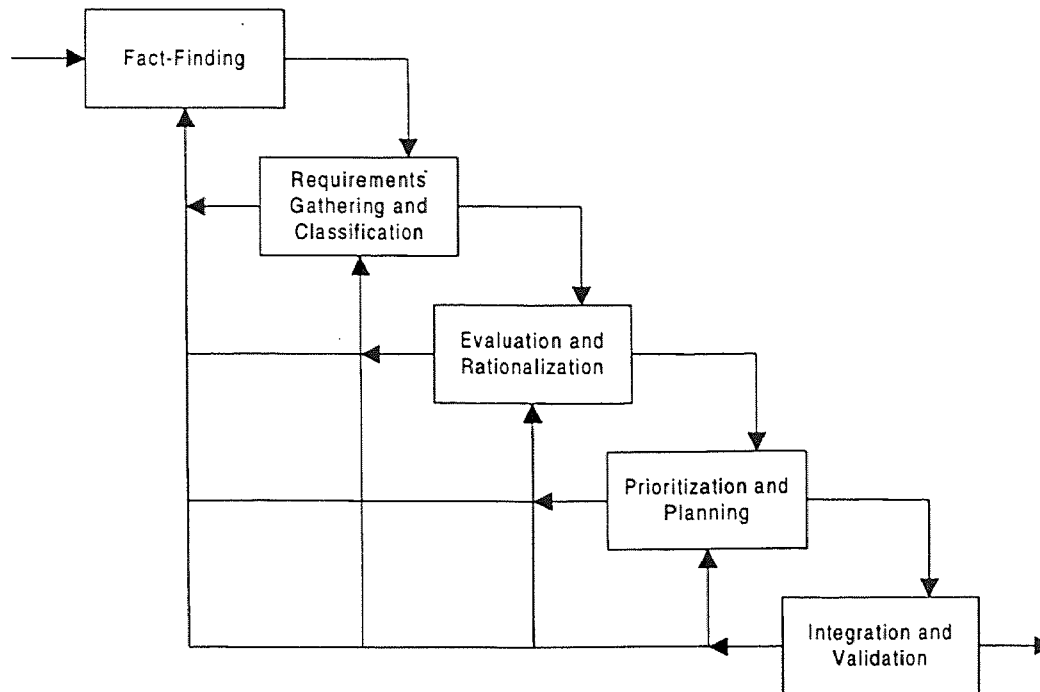 Fact-Finding
Requirements
Gathering and
Classification
Evaluation and
Rationalization
Prioritization and
Planning
Integration and
Validation